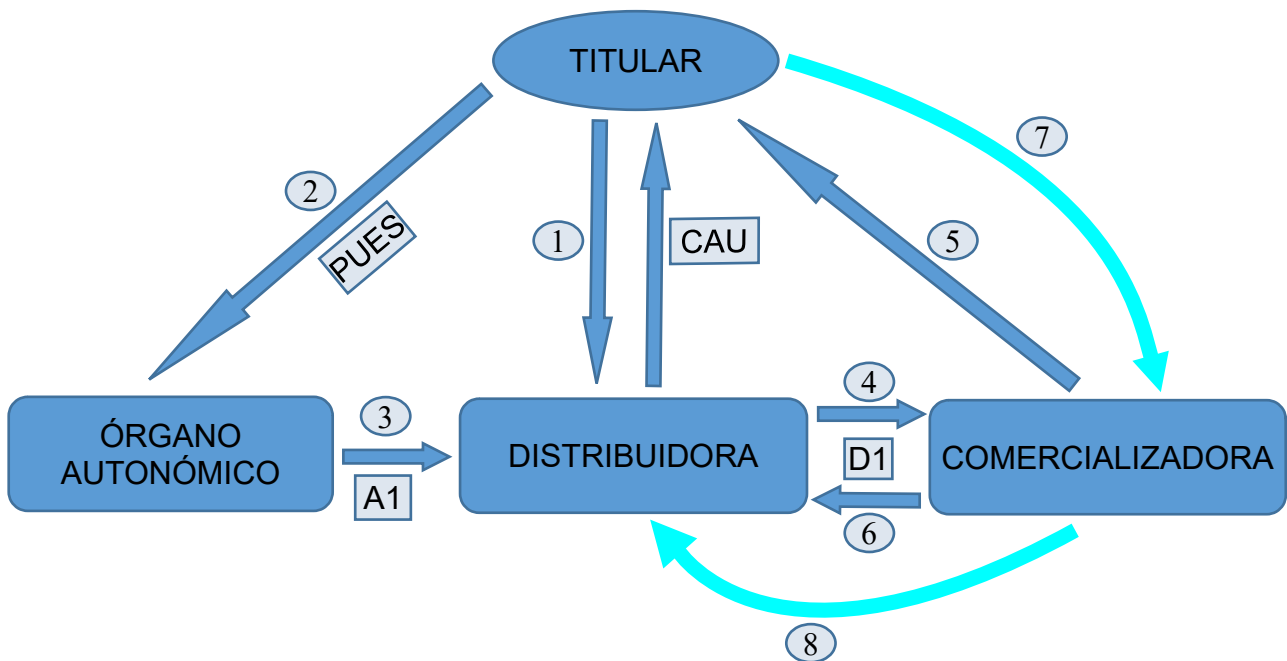 TITULAR
7
2
PUES
1
CAU
5
ÓRGANO
AUTONÓMICO
3
A1
DISTRIBUIDORA
4
D1
6
COMERCIALIZADORA
8